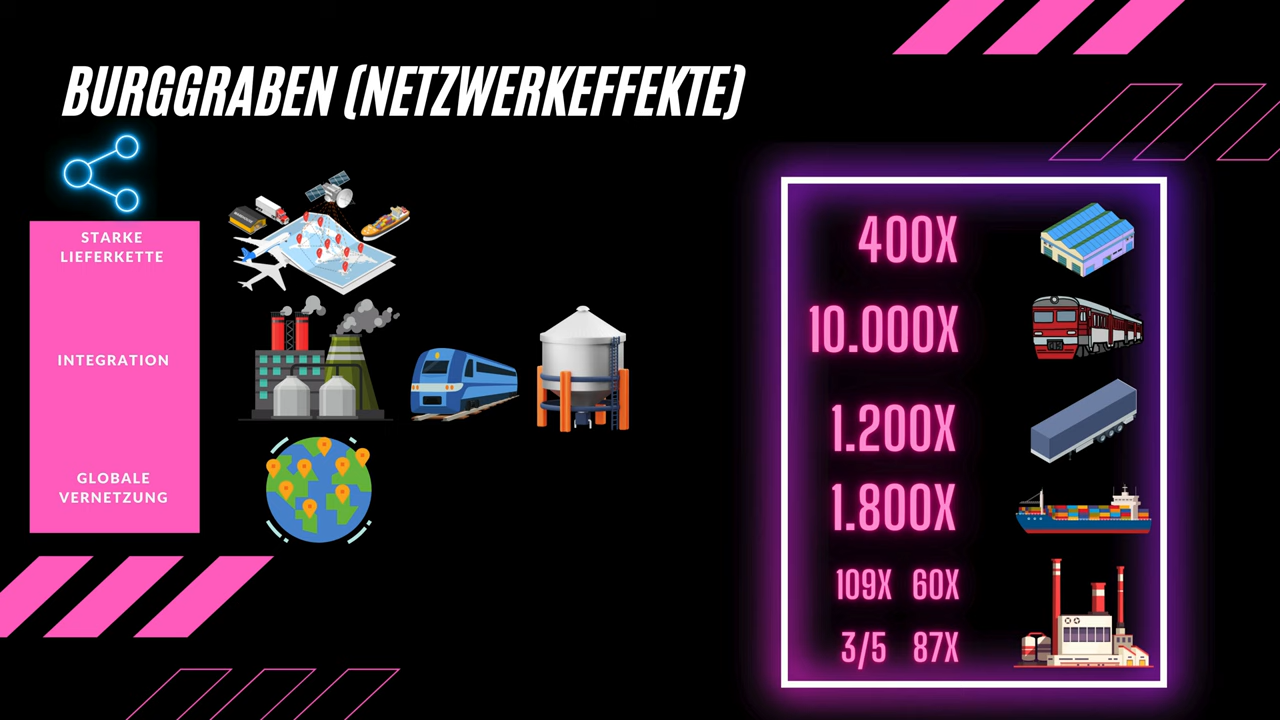 BURGGRABEN (NETZWERKEFFEKTE)
STARKE
LIEFERKETTE
INTEGRATION
GLOBALE
VERNETZUNG
400X
10.000X
1.200X
1.800X
109X 60X
3/5 87X